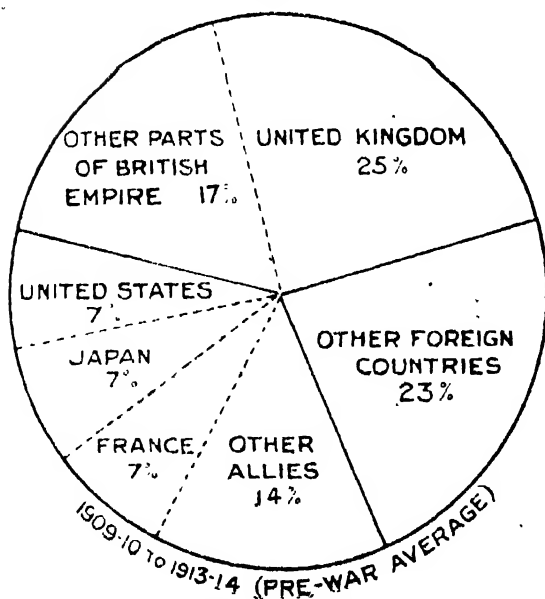 OTHER PARTS
OF BRITISH
EMPIRE 17%
UNITED KINGDOM
25%
UNITED STATES
7%
JAPAN
7%
FRANCE
7%
OTHER
ALLIES
14%
OTHER FOREIGN
COUNTRIES
23%
1909-10 TO 1913-14 (PRE-WAR AVERAGE)